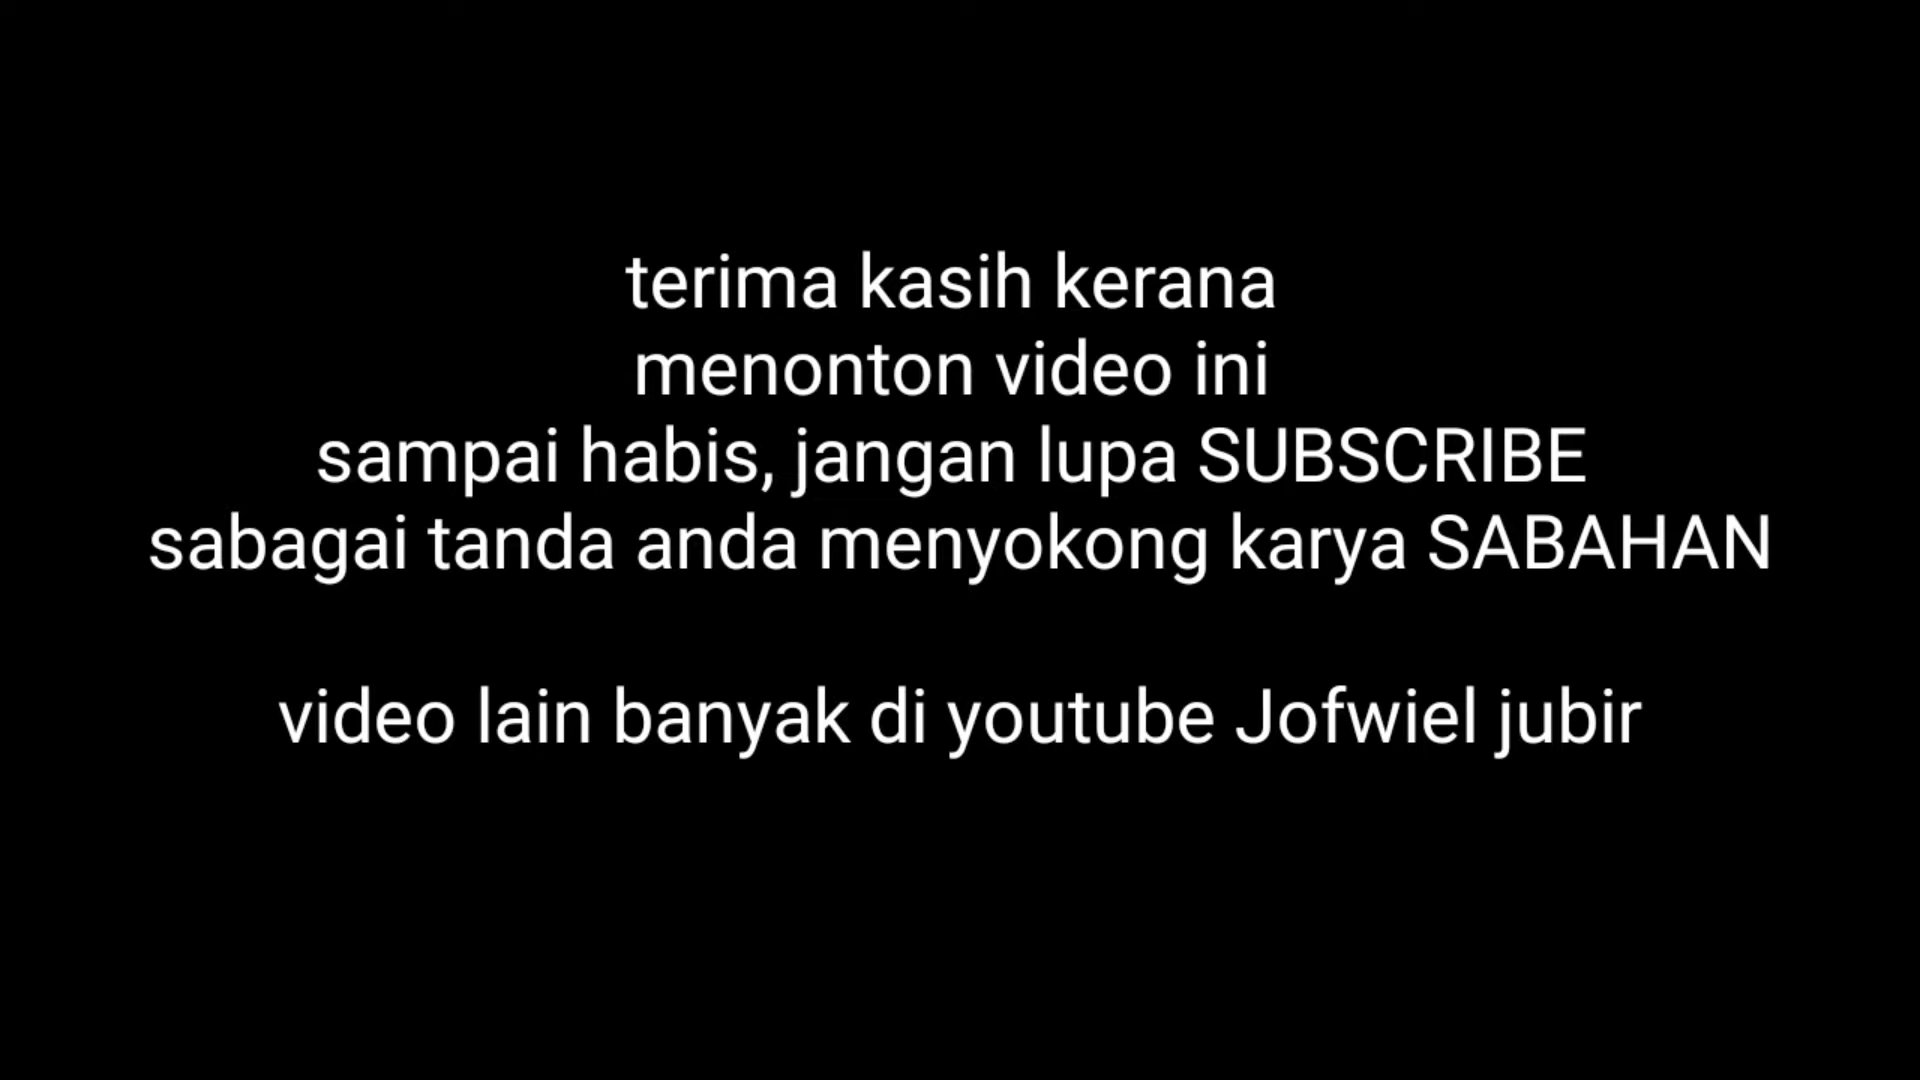 terima kasih kerana
menonton video ini
sampai habis, jangan lupa SUBSCRIBE
sabagai tanda anda menyokong karya SABAHAN
video lain banyak di youtube Jofwiel jubir